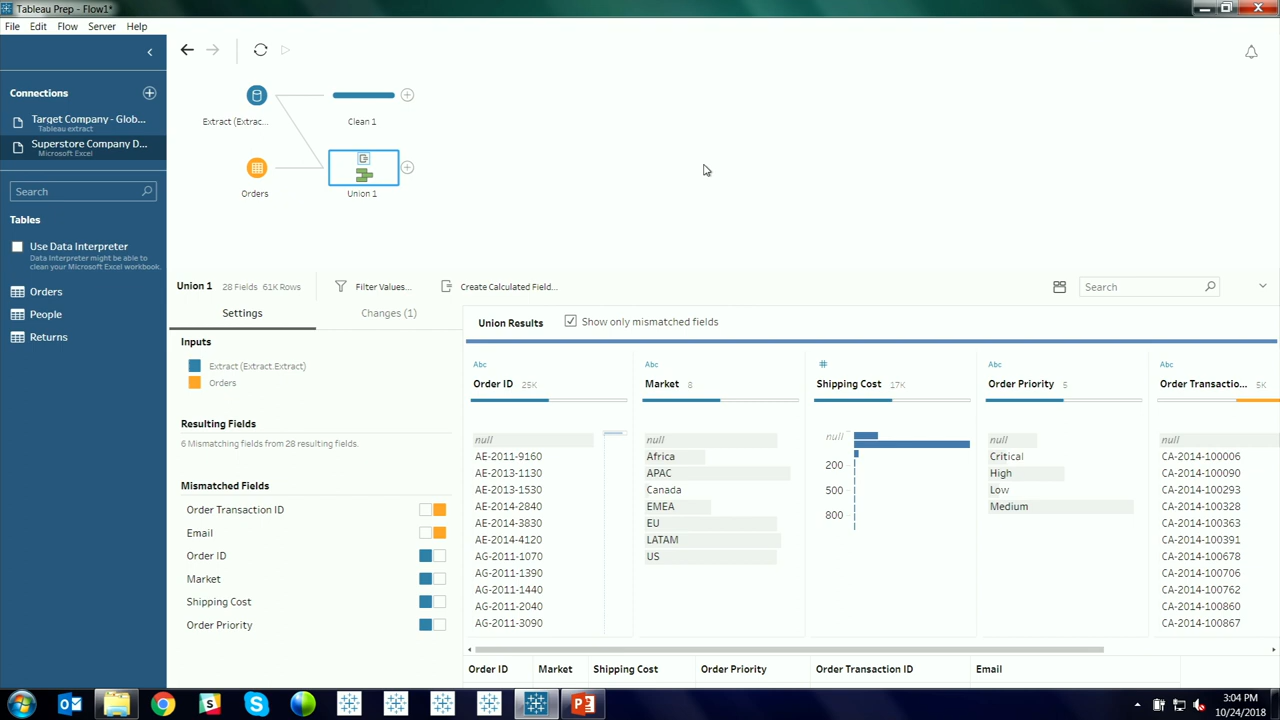 Tableau Prep - Flow1*
File Edit Flow Server Help
Connections
Target Company - Glob...
Tableau extract
Superstore Company D...
Microsoft Excel
Search
Tables
Use Data Interpreter
Data Interpreter might be able to
clean your Microsoft Excel workbook.
Orders
People
Returns
Extract (Extrac...
Clean 1
Orders
Union 1
Union 1 28 Fields 61K Rows Filter Values... Create Calculated Field... Search
Settings Changes (1)
Inputs
Extract (Extract.Extract)
Orders
Resulting Fields
6 Mismatching fields from 28 resulting fields.
Mismatched Fields
Order Transaction ID
Email
Order ID
Market
Shipping Cost
Order Priority
Union Results Show only mismatched fields
Abc
Order ID 25K
null
AE-2011-9160
AE-2013-1130
AE-2013-1530
AE-2014-2840
AE-2014-3830
AE-2014-4120
AG-2011-1070
AG-2011-1390
AG-2011-1440
AG-2011-2040
AG-2011-3090
Abc
Market 8
null
Africa
APAC
Canada
EMEA
EU
LATAM
US
#
Shipping Cost 17K
null
200
500
800
Abc
Order Priority 5
null
Critical
High
Low
Medium
Abc
Order Transactio... 5K
null
CA-2014-100006
CA-2014-100090
CA-2014-100293
CA-2014-100328
CA-2014-100363
CA-2014-100391
CA-2014-100678
CA-2014-100706
CA-2014-100762
CA-2014-100860
CA-2014-100867
Order ID Market Shipping Cost Order Priority Order Transaction ID Email
3:04 PM
10/24/2018